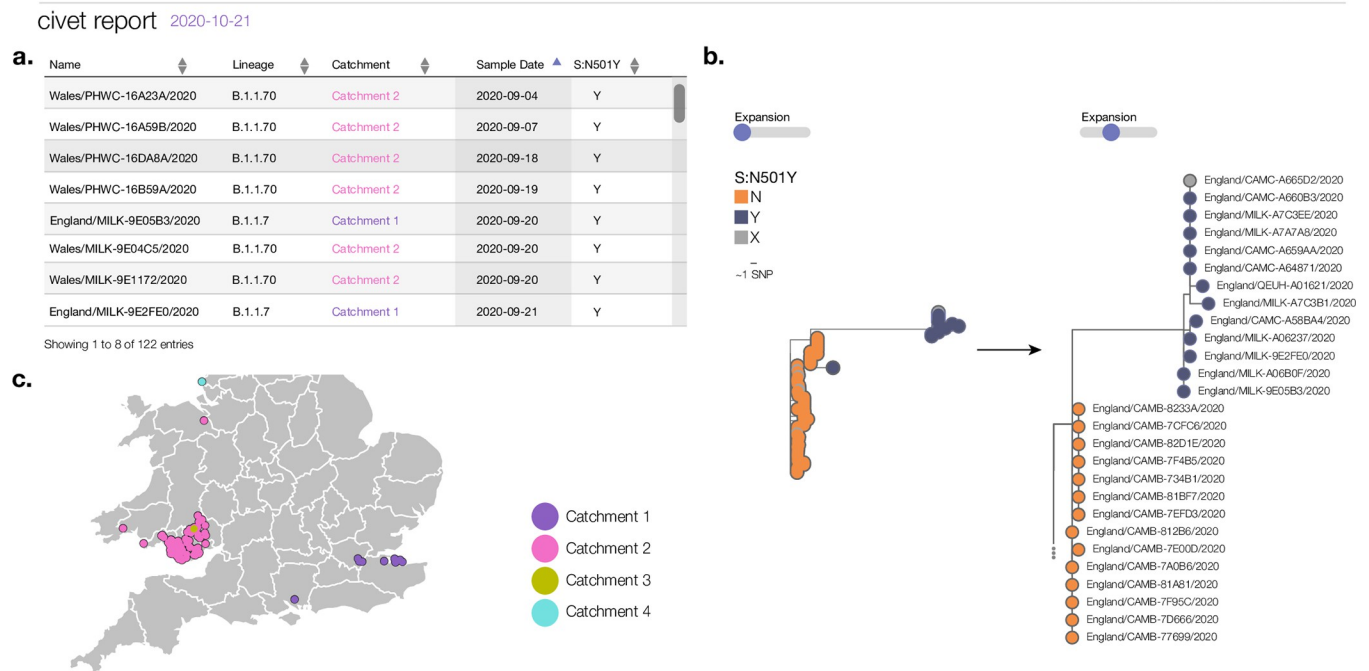 civet report 2020-10-21
a.
Name Lineage Catchment Sample Date S:N501Y
Wales/PHWC-16A23A/2020 B.1.1.70 Catchment 2 2020-09-04 Y
Wales/PHWC-16A59B/2020 B.1.1.70 Catchment 2 2020-09-07 Y
Wales/PHWC-16DA8A/2020 B.1.1.70 Catchment 2 2020-09-18 Y
Wales/PHWC-16B59A/2020 B.1.1.70 Catchment 2 2020-09-19 Y
England/MILK-9E05B3/2020 B.1.1.7 Catchment 1 2020-09-20 Y
Wales/MILK-9E04C5/2020 B.1.1.70 Catchment 2 2020-09-20 Y
Wales/MILK-9E1172/2020 B.1.1.70 Catchment 2 2020-09-20 Y
England/MILK-9E2FE0/2020 B.1.1.7 Catchment 1 2020-09-21 Y
Showing 1 to 8 of 122 entries
b.
Expansion
S:N501Y
N
Y
X
~1 SNP
Expansion
England/CAMC-A665D2/2020
England/CAMC-A660B3/2020
England/MILK-A7C3EE/2020
England/MILK-A7A7A8/2020
England/CAMC-A659AA/2020
England/CAMC-A64871/2020
England/QEUH-A01621/2020
England/MILK-A7C3B1/2020
England/CAMC-A58BA4/2020
England/MILK-A06237/2020
England/MILK-9E2FE0/2020
England/MILK-A06B0F/2020
England/MILK-9E05B3/2020
England/CAMB-8233A/2020
England/CAMB-7CFC6/2020
England/CAMB-82D1E/2020
England/CAMB-7F4B5/2020
England/CAMB-734B1/2020
England/CAMB-81BF7/2020
England/CAMB-7EFD3/2020
England/CAMB-812B6/2020
England/CAMB-7E00D/2020
England/CAMB-7A0B6/2020
England/CAMB-81A81/2020
England/CAMB-7F95C/2020
England/CAMB-7D666/2020
England/CAMB-77699/2020
c.
Catchment 1
Catchment 2
Catchment 3
Catchment 4